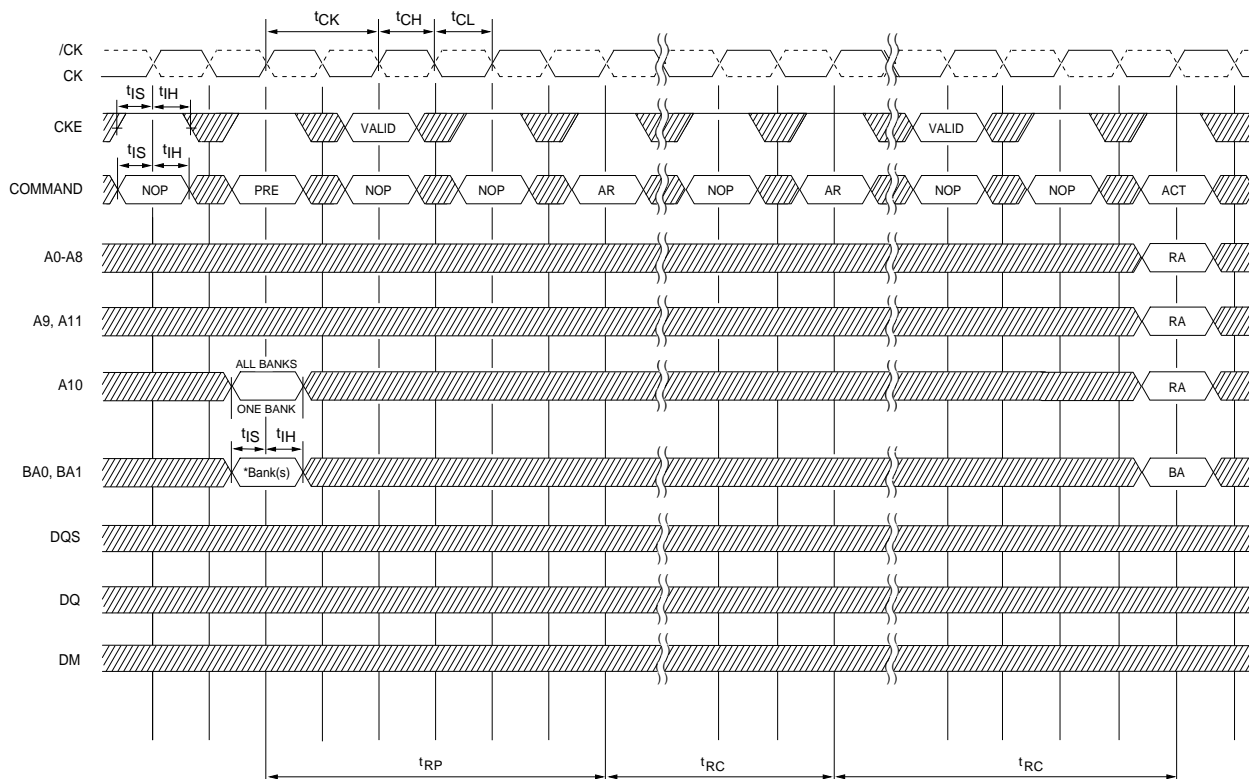 tCK tCH tCL
/CK
CK
tIS tIH
CKE VALID VALID
tIS tIH
COMMAND NOP PRE NOP NOP AR NOP AR NOP NOP ACT
A0-A8 RA
A9, A11 RA
ALL BANKS
A10 RA
ONE BANK
tIS tIH
BA0, BA1 *Bank(s) BA
DQS
DQ
DM
tRP tRC tRC